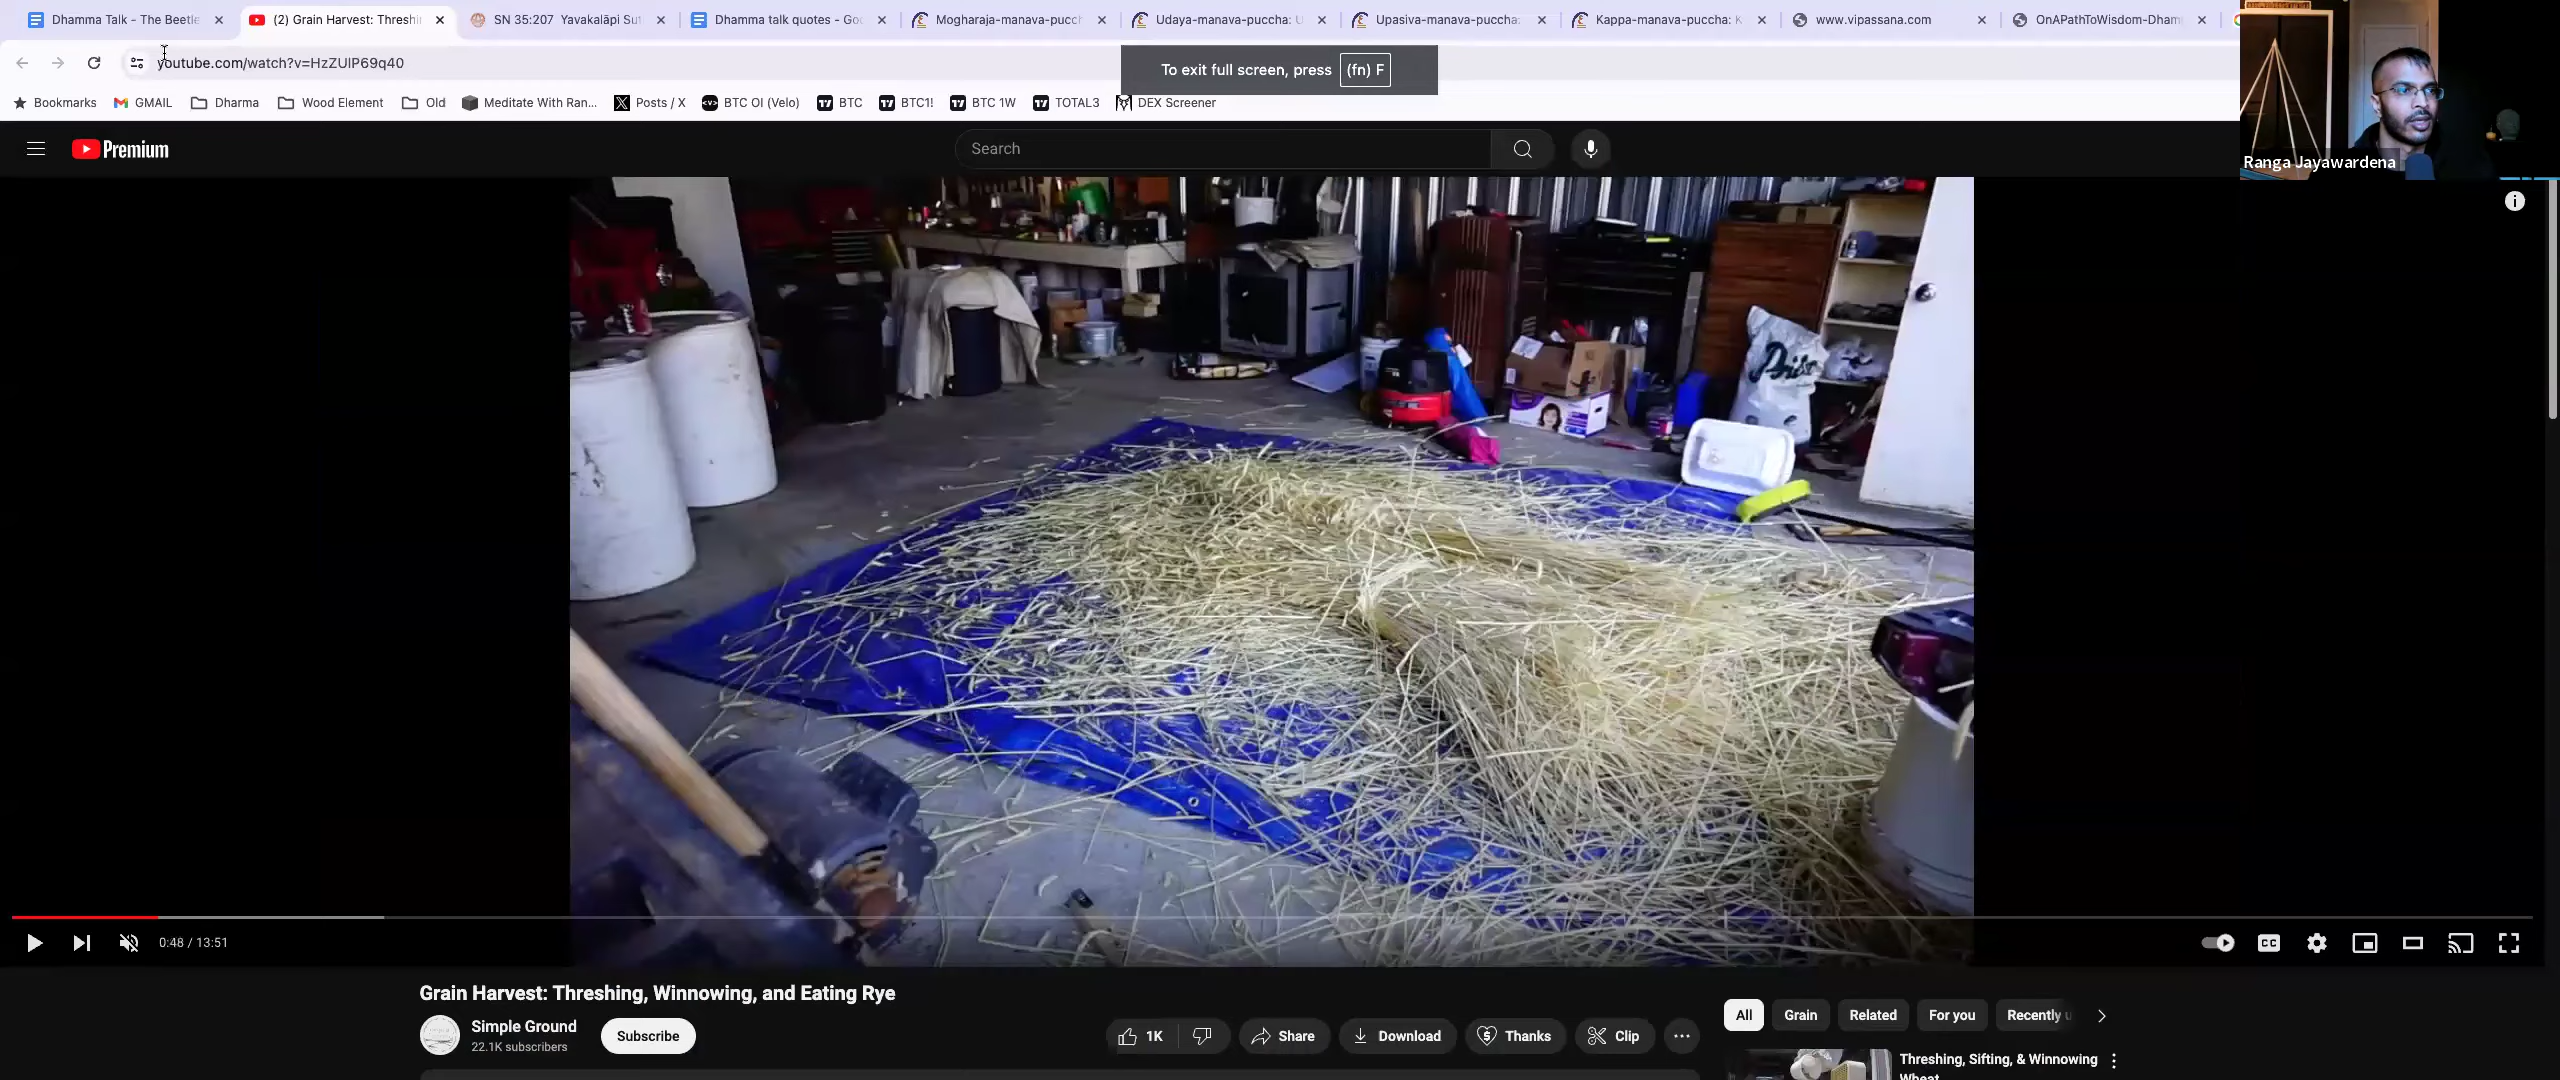 Dhamma Talk - The Beetle
(2) Grain Harvest: Threshi
SN 35:207 Yavakalāpi Sut
Dhamma talk quotes - Goo
Mogharaja-manava-pucch
Udaya-manava-puccha: U
Upasiva-manava-puccha:
Kappa-manava-puccha: K
www.vipassana.com
OnAPathToWisdom-Dham
youtube.com/watch?v=HzZUlP69q40
To exit full screen, press (fn) F
Bookmarks
GMAIL
Dharma
Wood Element
Old
Meditate With Ran...
Posts / X
BTC OI (Velo)
BTC
BTC1!
BTC 1W
TOTAL3
DEX Screener
Premium
Search
Ranga Jayawardena
0:48 / 13:51
CC
Grain Harvest: Threshing, Winnowing, and Eating Rye
Simple Ground
22.1K subscribers
Subscribe
1K
Share
Download
Thanks
Clip
All
Grain
Related
For you
Recently u
Threshing, Sifting, & Winnowing
Wheat